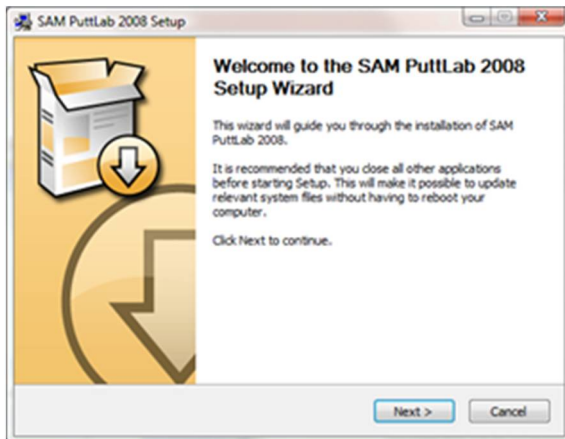 SAM PuttLab 2008 Setup
Welcome to the SAM PuttLab 2008
Setup Wizard
This wizard will guide you through the installation of SAM
PuttLab 2008.
It is recommended that you close all other applications
before starting Setup. This will make it possible to update
relevant system files without having to reboot your
computer.
Click Next to continue.
Next >
Cancel